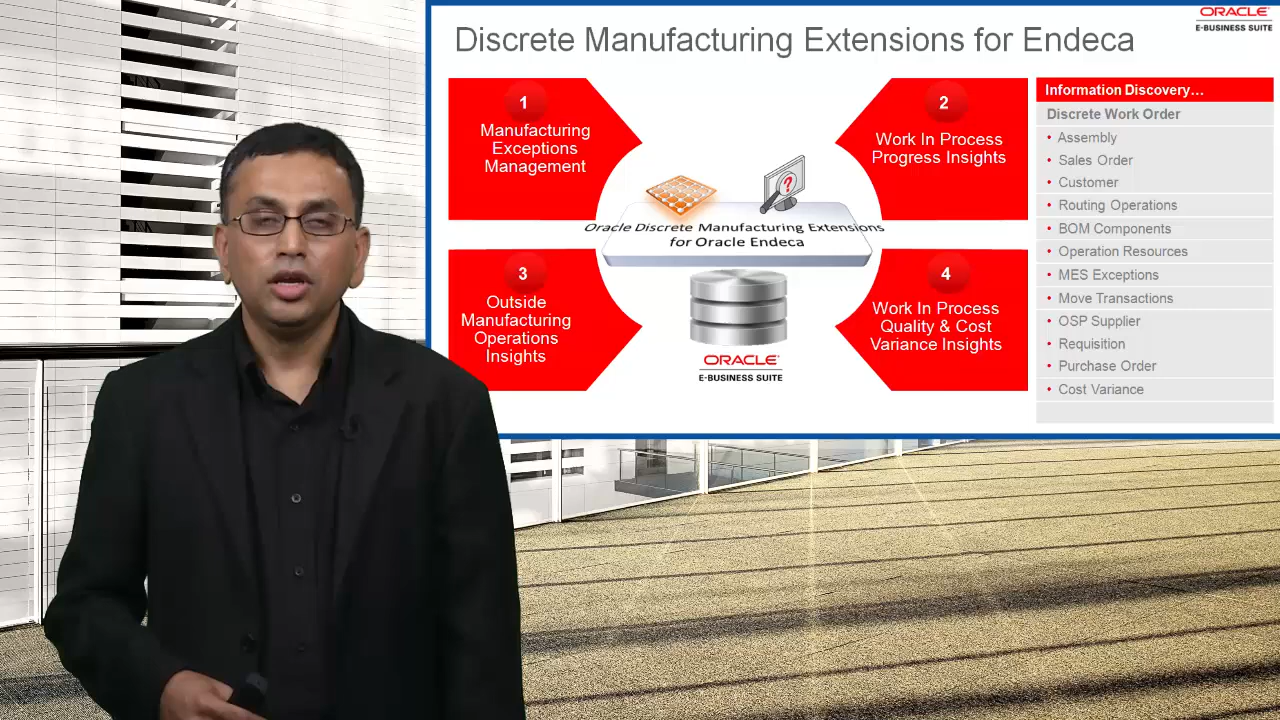 ORACLE
E-BUSINESS SUITE
Discrete Manufacturing Extensions for Endeca
1
Manufacturing
Exceptions
Management
2
Work In Process
Progress Insights
?
Oracle Discrete Manufacturing Extensions
for Oracle Endeca
3
Outside
Manufacturing
Operations
Insights
4
Work In Process
Quality & Cost
Variance Insights
ORACLE
E-BUSINESS SUITE
Information Discovery...
Discrete Work Order
• Assembly
• Sales Order
• Customer
• Routing Operations
• BOM Components
• Operation Resources
• MES Exceptions
• Move Transactions
• OSP Supplier
• Requisition
• Purchase Order
• Cost Variance